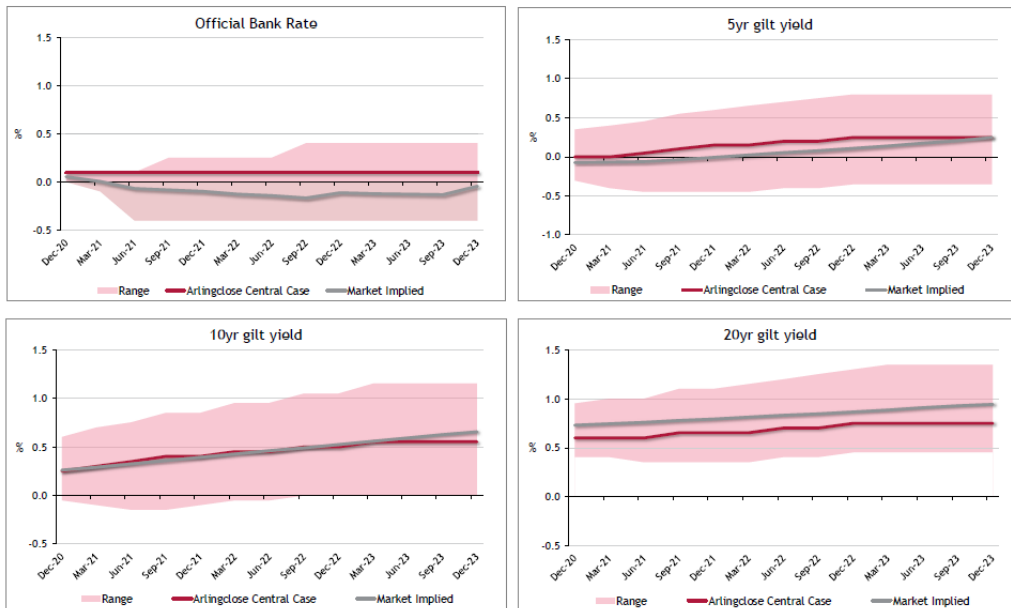 Official Bank Rate
1.5
1.0
0.5
0.0
-0.5
%
Dec-20 Mar-21 Jun-21 Sep-21 Dec-21 Mar-22 Jun-22 Sep-22 Dec-22 Mar-23 Jun-23 Sep-23 Dec-23
Range Arlingclose Central Case Market Implied
5yr gilt yield
1.5
1.0
0.5
0.0
-0.5
-1.0
%
Dec-20 Mar-21 Jun-21 Sep-21 Dec-21 Mar-22 Jun-22 Sep-22 Dec-22 Mar-23 Jun-23 Sep-23 Dec-23
Range Arlingclose Central Case Market Implied
10yr gilt yield
1.5
1.0
0.5
0.0
-0.5
%
Dec-20 Mar-21 Jun-21 Sep-21 Dec-21 Mar-22 Jun-22 Sep-22 Dec-22 Mar-23 Jun-23 Sep-23 Dec-23
Range Arlingclose Central Case Market Implied
20yr gilt yield
1.5
1.0
0.5
0.0
-0.5
%
Dec-20 Mar-21 Jun-21 Sep-21 Dec-21 Mar-22 Jun-22 Sep-22 Dec-22 Mar-23 Jun-23 Sep-23 Dec-23
Range Arlingclose Central Case Market Implied